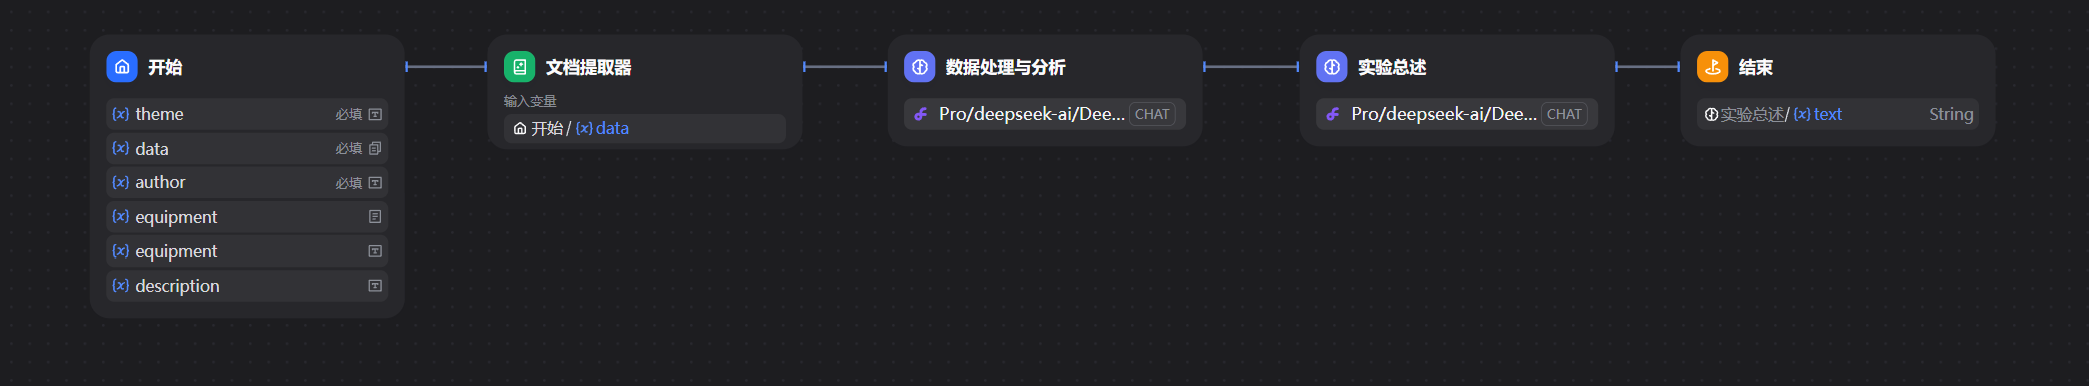 开始
{x} theme 必填
{x} data 必填
{x} author 必填
{x} equipment
{x} equipment
{x} description
文档提取器
输入变量
开始 / {x} data
数据处理与分析
Pro/deepseek-ai/Dee... CHAT
实验总述
Pro/deepseek-ai/Dee... CHAT
结束
实验总述/ {x} text String